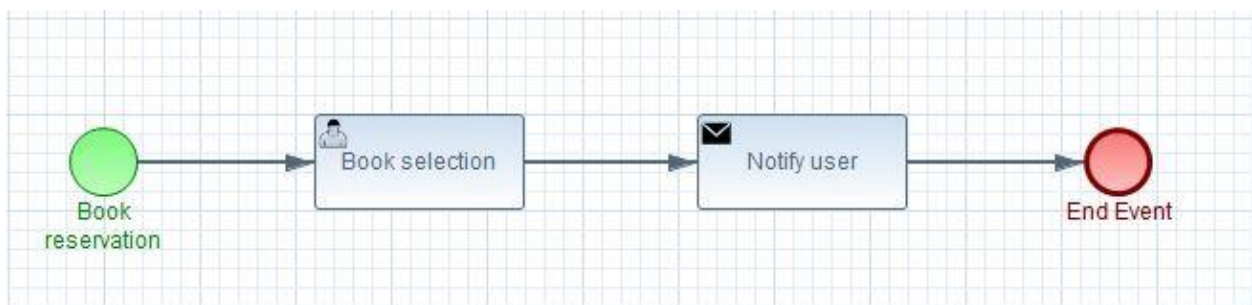 Book selection
Notify user
Book
reservation
End Event